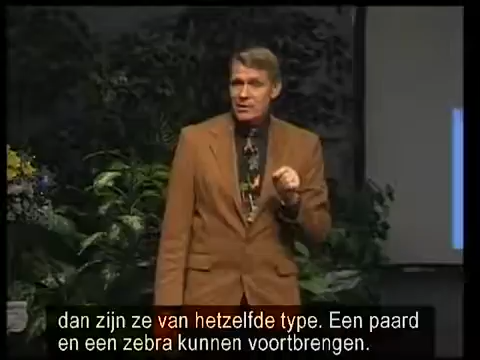 dan zijn ze van hetzelfde type. Een paard
en een zebra kunnen voortbrengen.